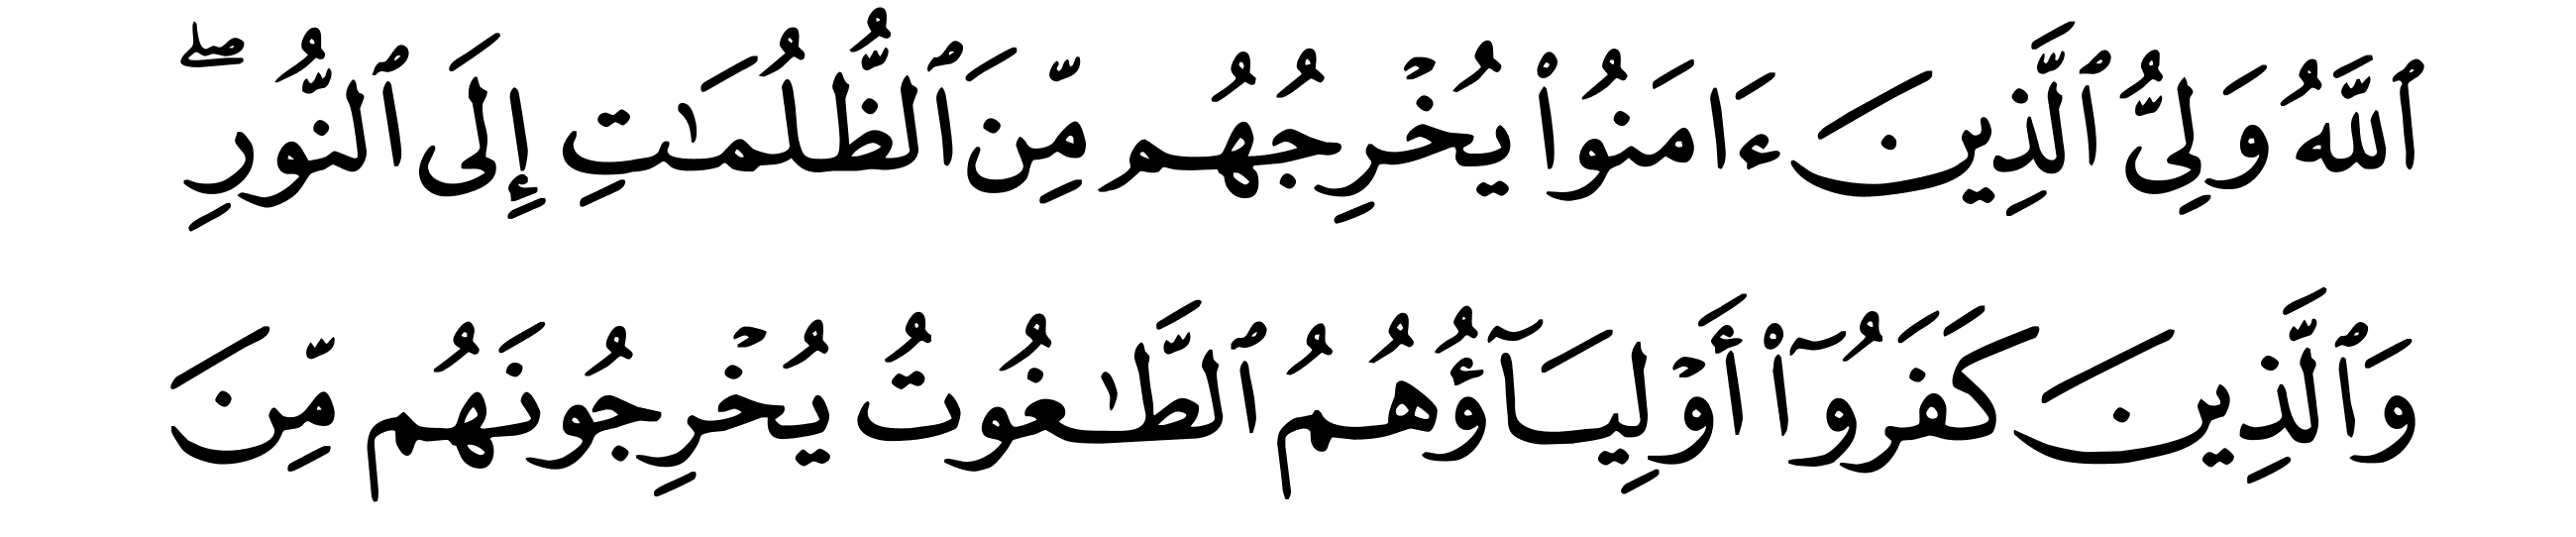 ٱللَّهُ وَلِىُّ ٱلَّذِينَ ءَامَنُوا۟ يُخْرِجُهُم مِّنَ ٱلظُّلُمَـٰتِ إِلَى ٱلنُّورِ ۖ
وَٱلَّذِينَ كَفَرُوٓا۟ أَوْلِيَآؤُهُمُ ٱلطَّـٰغُوتُ يُخْرِجُونَهُم مِّنَ